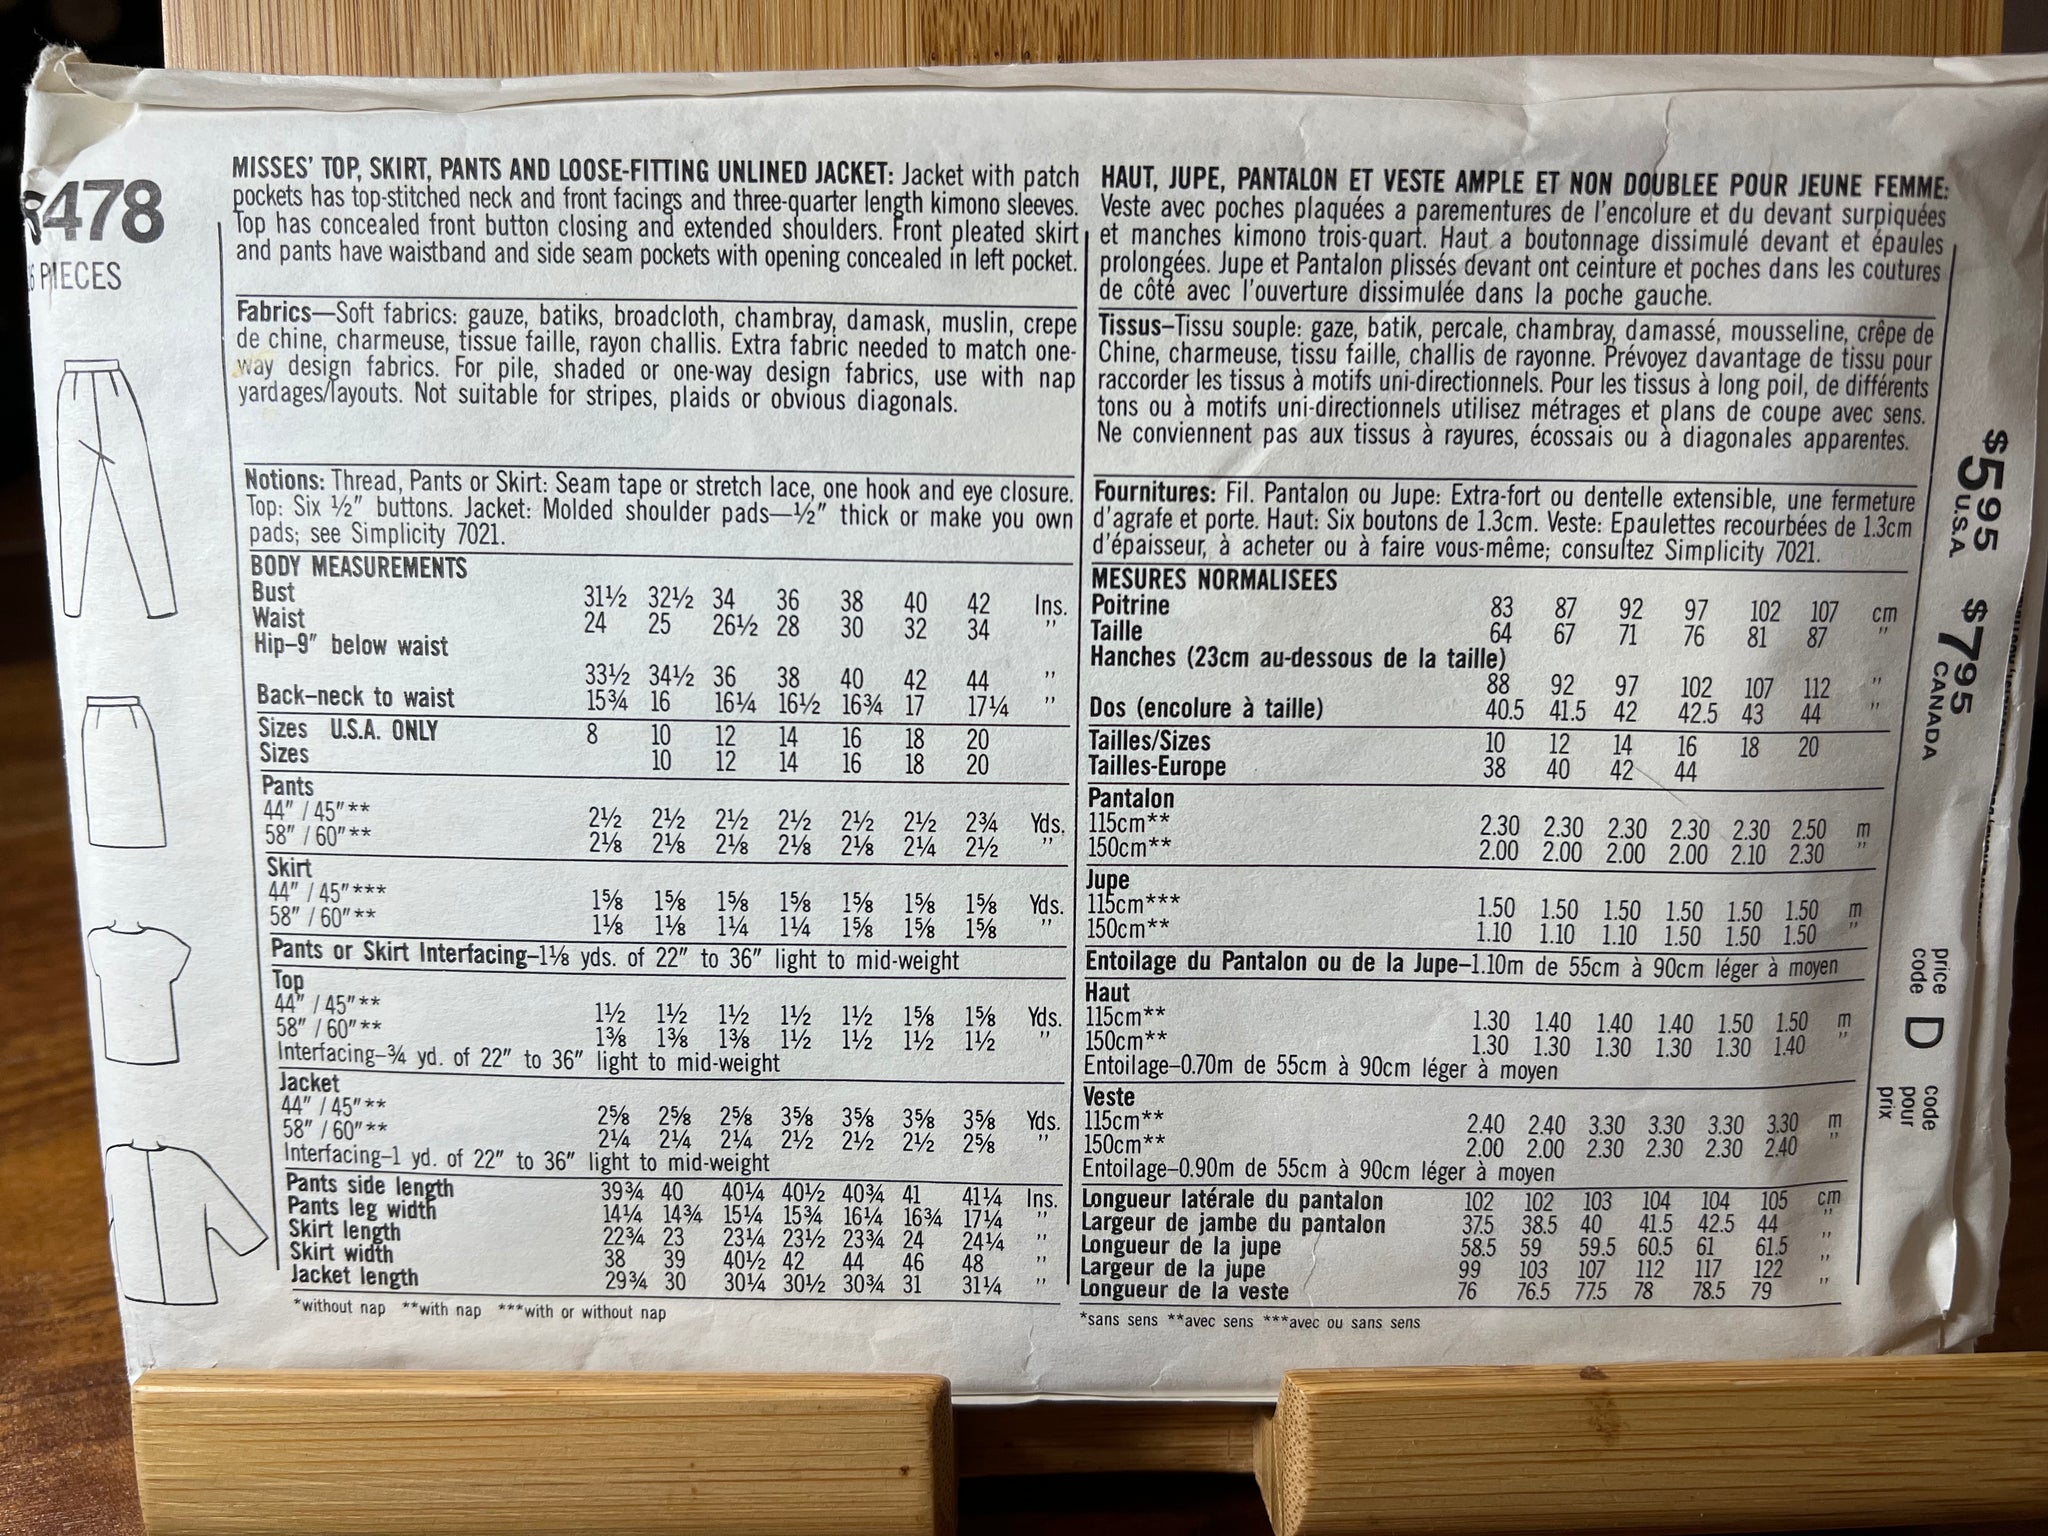 478
PIECES
MISSES' TOP, SKIRT, PANTS AND LOOSE-FITTING UNLINED JACKET: Jacket with patch
pockets has top-stitched neck and front facings and three-quarter length kimono sleeves.
Top has concealed front button closing and extended shoulders. Front pleated skirt
and pants have waistband and side seam pockets with opening concealed in left pocket.
Fabrics—Soft fabrics: gauze, batiks, broadcloth, chambray, damask, muslin, crepe
de chine, charmeuse, tissue faille, rayon challis. Extra fabric needed to match one-
way design fabrics. For pile, shaded or one-way design fabrics, use with nap
yardages/layouts. Not suitable for stripes, plaids or obvious diagonals.
Notions: Thread, Pants or Skirt: Seam tape or stretch lace, one hook and eye closure.
Top: Six ½" buttons. Jacket: Molded shoulder pads—½" thick or make you own
pads; see Simplicity 7021.
BODY MEASUREMENTS
Bust 31½ 32½ 34 36 38 40 42 Ins.
Waist 24 25 26½ 28 30 32 34 "
Hip–9" below waist
33½ 34½ 36 38 40 42 44 "
Back–neck to waist 15¾ 16 16¼ 16½ 16¾ 17 17¼ "
Sizes U.S.A. ONLY 8 10 12 14 16 18 20
Sizes 10 12 14 16 18 20
Pants
44" / 45"** 2½ 2½ 2½ 2½ 2½ 2½ 2¾ Yds.
58" / 60"** 2⅛ 2⅛ 2⅛ 2⅛ 2⅛ 2¼ 2½ "
Skirt
44" / 45"*** 1⅝ 1⅝ 1⅝ 1⅝ 1⅝ 1⅝ 1⅝ Yds.
58" / 60"** 1⅛ 1⅛ 1¼ 1¼ 1⅝ 1⅝ 1⅝ "
Pants or Skirt Interfacing–1⅛ yds. of 22" to 36" light to mid-weight
Top
44" / 45"** 1½ 1½ 1½ 1½ 1½ 1⅝ 1⅝ Yds.
58" / 60"** 1⅜ 1⅜ 1⅜ 1½ 1½ 1½ 1½ "
Interfacing–¾ yd. of 22" to 36" light to mid-weight
Jacket
44" / 45"** 2⅝ 2⅝ 2⅝ 3⅝ 3⅝ 3⅝ 3⅝ Yds.
58" / 60"** 2¼ 2¼ 2¼ 2½ 2½ 2½ 2⅝ "
Interfacing–1 yd. of 22" to 36" light to mid-weight
Pants side length 39¾ 40 40¼ 40½ 40¾ 41 41¼ Ins.
Pants leg width 14¼ 14¾ 15¼ 15¾ 16¼ 16¾ 17¼ "
Skirt length 22¾ 23 23¼ 23½ 23¾ 24 24¼ "
Skirt width 38 39 40½ 42 44 46 48 "
Jacket length 29¾ 30 30¼ 30½ 30¾ 31 31¼ "
*without nap **with nap ***with or without nap
HAUT, JUPE, PANTALON ET VESTE AMPLE ET NON DOUBLEE POUR JEUNE FEMME:
Veste avec poches plaquées a parementures de l'encolure et du devant surpiquées
et manches kimono trois-quart. Haut a boutonnage dissimulé devant et épaules
prolongées. Jupe et Pantalon plissés devant ont ceinture et poches dans les coutures
de côté avec l'ouverture dissimulée dans la poche gauche.
Tissus–Tissu souple: gaze, batik, percale, chambray, damassé, mousseline, crêpe de
Chine, charmeuse, tissu faille, challis de rayonne. Prévoyez davantage de tissu pour
raccorder les tissus à motifs uni-directionnels. Pour les tissus à long poil, de différents
tons ou à motifs uni-directionnels utilisez métrages et plans de coupe avec sens.
Ne conviennent pas aux tissus à rayures, écossais ou à diagonales apparentes.
Fournitures: Fil. Pantalon ou Jupe: Extra-fort ou dentelle extensible, une fermeture
d'agrafe et porte. Haut: Six boutons de 1.3cm. Veste: Epaulettes recourbées de 1.3cm
d'épaisseur, à acheter ou à faire vous-même; consultez Simplicity 7021.
MESURES NORMALISEES
Poitrine 83 87 92 97 102 107 cm
Taille 64 67 71 76 81 87 "
Hanches (23cm au-dessous de la taille)
88 92 97 102 107 112 "
Dos (encolure à taille) 40.5 41.5 42 42.5 43 44 "
Tailles/Sizes 10 12 14 16 18 20
Tailles-Europe 38 40 42 44
Pantalon
115cm** 2.30 2.30 2.30 2.30 2.30 2.50 m
150cm** 2.00 2.00 2.00 2.00 2.10 2.30 "
Jupe
115cm*** 1.50 1.50 1.50 1.50 1.50 1.50 m
150cm** 1.10 1.10 1.10 1.50 1.50 1.50 "
Entoilage du Pantalon ou de la Jupe–1.10m de 55cm à 90cm léger à moyen
Haut
115cm** 1.30 1.40 1.40 1.40 1.50 1.50 m
150cm** 1.30 1.30 1.30 1.30 1.30 1.40 "
Entoilage–0.70m de 55cm à 90cm léger à moyen
Veste
115cm** 2.40 2.40 3.30 3.30 3.30 3.30 m
150cm** 2.00 2.00 2.30 2.30 2.30 2.40 "
Entoilage–0.90m de 55cm à 90cm léger à moyen
Longueur latérale du pantalon 102 102 103 104 104 105 cm
Largeur de jambe du pantalon 37.5 38.5 40 41.5 42.5 44 "
Longueur de la jupe 58.5 59 59.5 60.5 61 61.5 "
Largeur de la jupe 99 103 107 112 117 122 "
Longueur de la veste 76 76.5 77.5 78 78.5 79 "
*sans sens **avec sens ***avec ou sans sens
$5 95 $7 95
U.S.A. CANADA
price
code
D
code
pour
prix